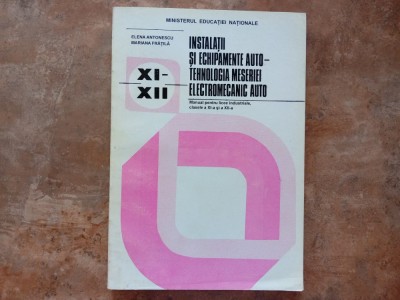 MINISTERUL EDUCAȚIEI NAȚIONALE
ELENA ANTONESCU
MARIANA FRĂȚILĂ
XI-
XII
INSTALAȚII
ȘI ECHIPAMENTE AUTO-
TEHNOLOGIA MESERIEI
ELECTROMECANIC AUTO
Manual pentru licee industriale,
clasele a XI-a și a XII-a